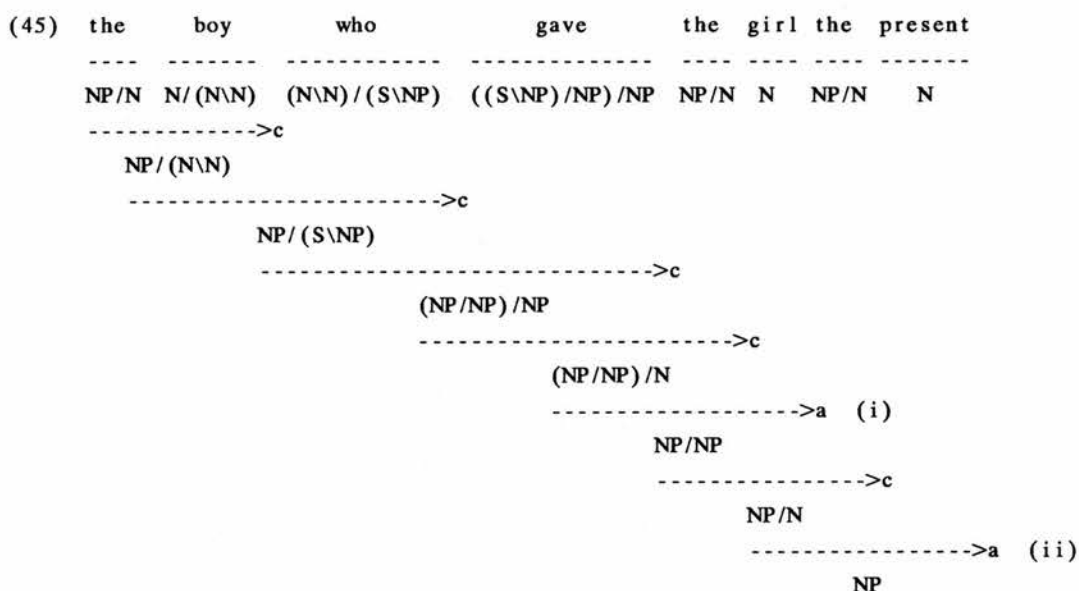 (45) the boy who gave the girl the present
---- ------- ------------ -------------- ---- ---- ---- -------
NP/N N/(N\N) (N\N)/(S\NP) ((S\NP)/NP)/NP NP/N N NP/N N
------------->c
NP/(N\N)
------------------------>c
NP/(S\NP)
------------------------------>c
(NP/NP)/NP
------------------------>c
(NP/NP)/N
------------------->a (i)
NP/NP
---------------->c
NP/N
----------------->a (ii)
NP